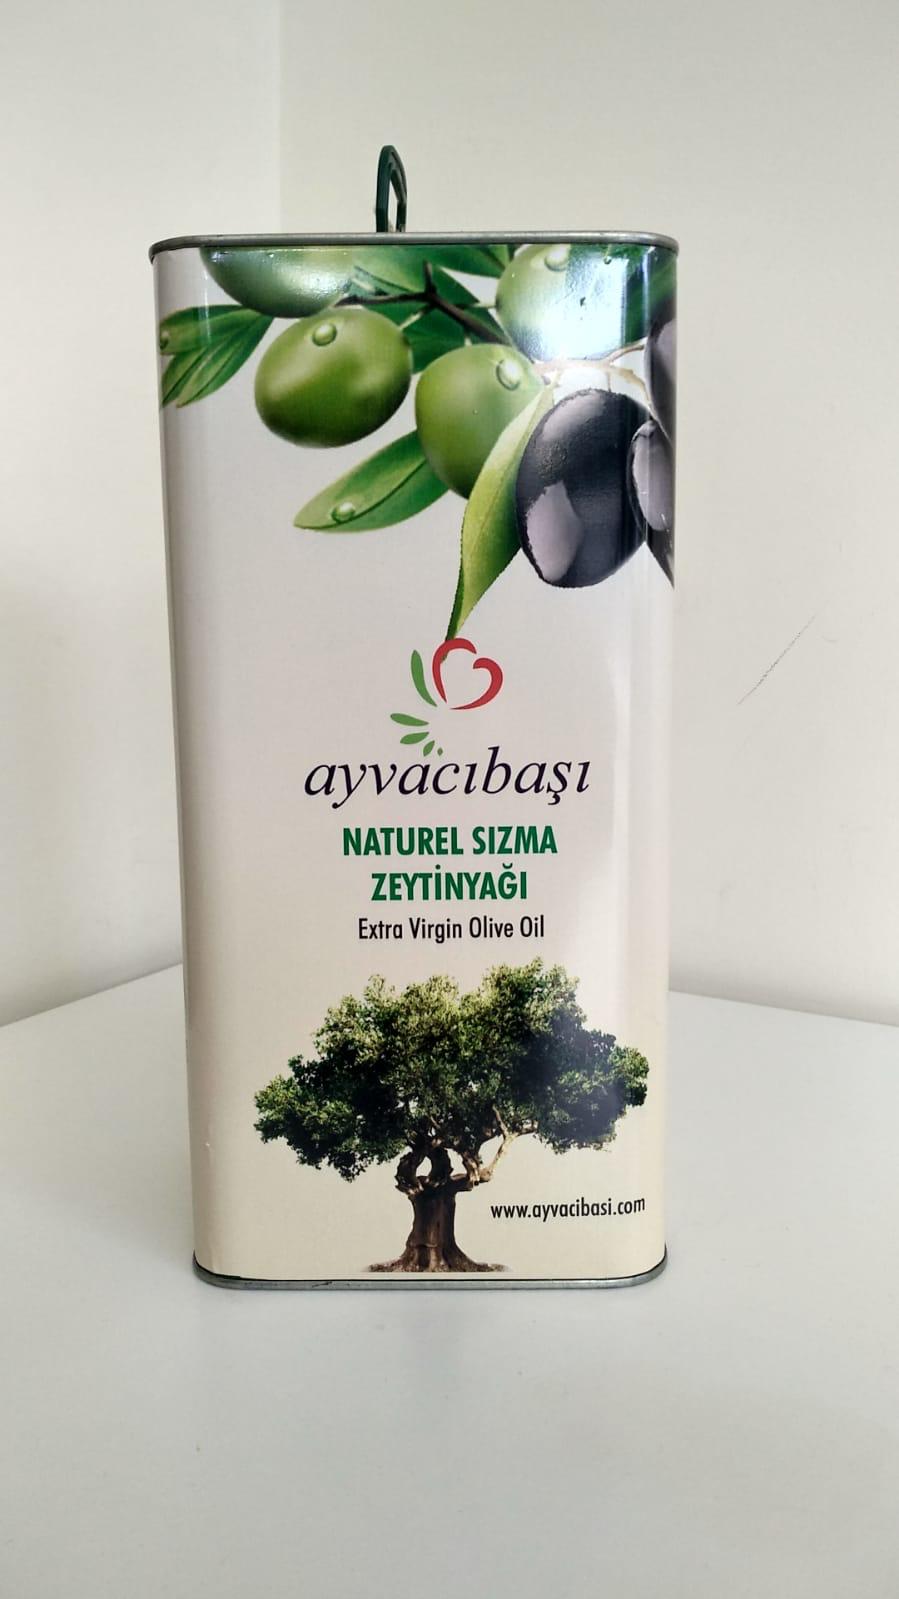 ayvacıbaşı
NATUREL SIZMA
ZEYTİNYAĞI
Extra Virgin Olive Oil
www.ayvacibasi.com